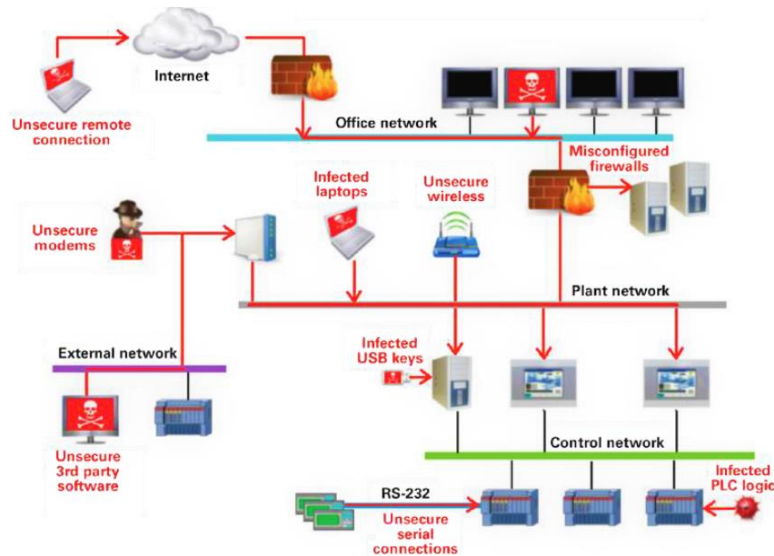 Internet
Unsecure remote
connection
Office network
Misconfigured
firewalls
Infected
laptops
Unsecure
wireless
Unsecure
modems
Plant network
External network
Infected
USB keys
Unsecure
3rd party
software
Control network
RS-232
Unsecure
serial
connections
Infected
PLC logic